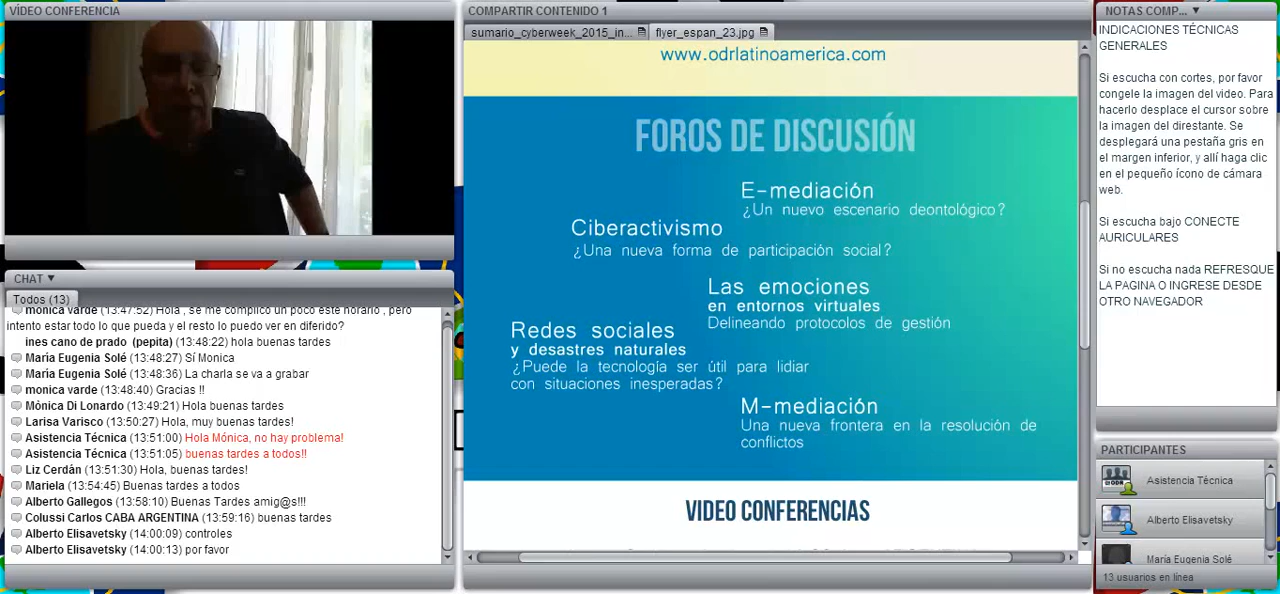 VÍDEO CONFERENCIA
CHAT
Todos (13)
monica varde (13:47:52) Hola , se me complicó un poco este horario , pero
intento estar todo lo que pueda y el resto lo puedo ver en diferido?
ines cano de prado (pepita) (13:48:22) hola buenas tardes
María Eugenia Solé (13:48:27) Sí Monica
María Eugenia Solé (13:48:36) La charla se va a grabar
monica varde (13:48:40) Gracias !!
Mónica Di Lonardo (13:49:21) Hola buenas tardes
Larisa Varisco (13:50:27) Hola, muy buenas tardes!
Asistencia Técnica (13:51:00) Hola Mónica, no hay problema!
Asistencia Técnica (13:51:05) buenas tardes a todos!!
Liz Cerdán (13:51:30) Hola, buenas tardes!
Mariela (13:54:45) Buenas tardes a todos
Alberto Gallegos (13:58:10) Buenas Tardes amig@s!!!
Colussi Carlos CABA ARGENTINA (13:59:16) buenas tardes
Alberto Elisavetsky (14:00:09) controles
Alberto Elisavetsky (14:00:13) por favor
COMPARTIR CONTENIDO 1
sumario_cyberweek_2015_in... flyer_espan_23.jpg
www.odrlatinoamerica.com
FOROS DE DISCUSIÓN
E-mediación
¿Un nuevo escenario deontológico?
Ciberactivismo
¿Una nueva forma de participación social?
Las emociones
en entornos virtuales
Delineando protocolos de gestión
Redes sociales
y desastres naturales
¿Puede la tecnología ser útil para lidiar
con situaciones inesperadas?
M-mediación
Una nueva frontera en la resolución de
conflictos
VIDEO CONFERENCIAS
NOTAS COMP...
INDICACIONES TÉCNICAS
GENERALES
Si escucha con cortes, por favor
congele la imagen del video. Para
hacerlo desplace el cursor sobre
la imagen del direstante. Se
desplegará una pestaña gris en
el margen inferior, y allí haga clic
en el pequeño ícono de cámara
web.
Si escucha bajo CONECTE
AURICULARES
Si no escucha nada REFRESQUE
LA PAGINA O INGRESE DESDE
OTRO NAVEGADOR
PARTICIPANTES
Asistencia Técnica
Alberto Elisavetsky
María Eugenia Solé
13 usuarios en línea